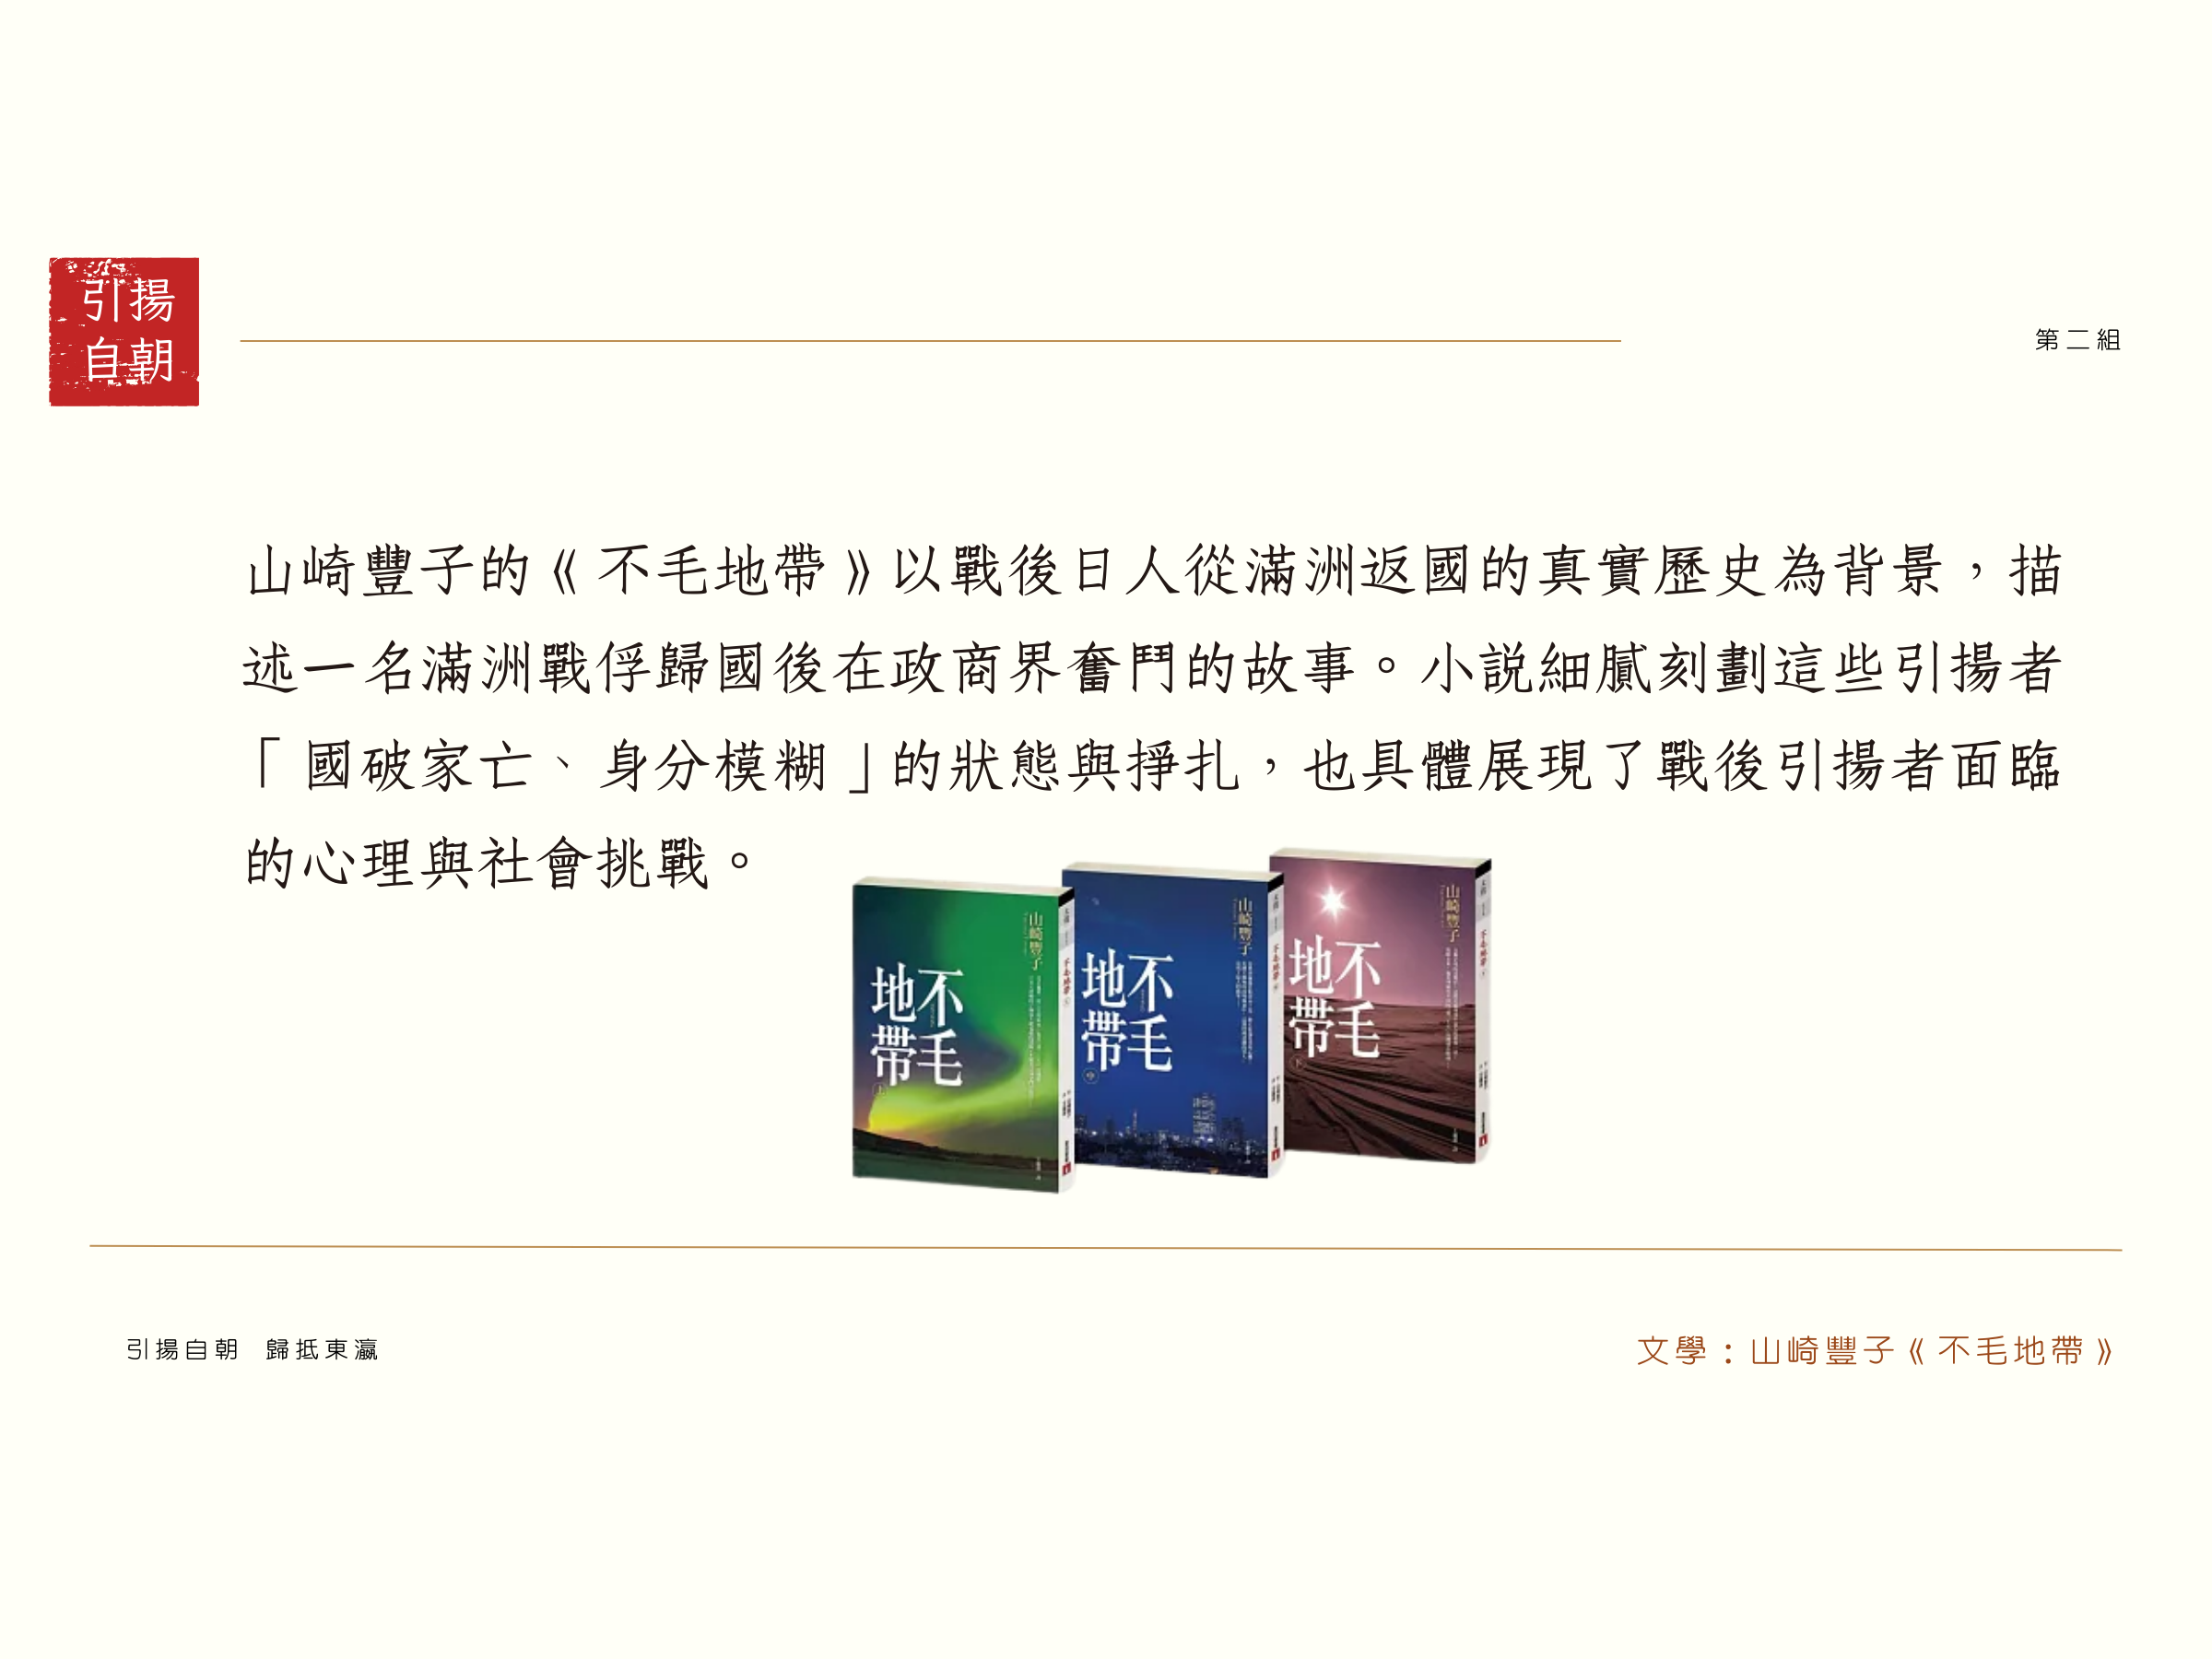 引揚
自朝
第二組
山崎豐子的《不毛地帶》以戰後日人從滿洲返國的真實歷史為背景，描
述一名滿洲戰俘歸國後在政商界奮鬥的故事。小説細膩刻劃這些引揚者
「國破家亡、身分模糊」的狀態與掙扎，也具體展現了戰後引揚者面臨
的心理與社會挑戰。
山崎豐子
不毛
地帶
上
山崎豐子
不毛
地帶
中
山崎豐子
不毛
地帶
下
引揚自朝 歸抵東瀛
文學：山崎豐子《不毛地帶》